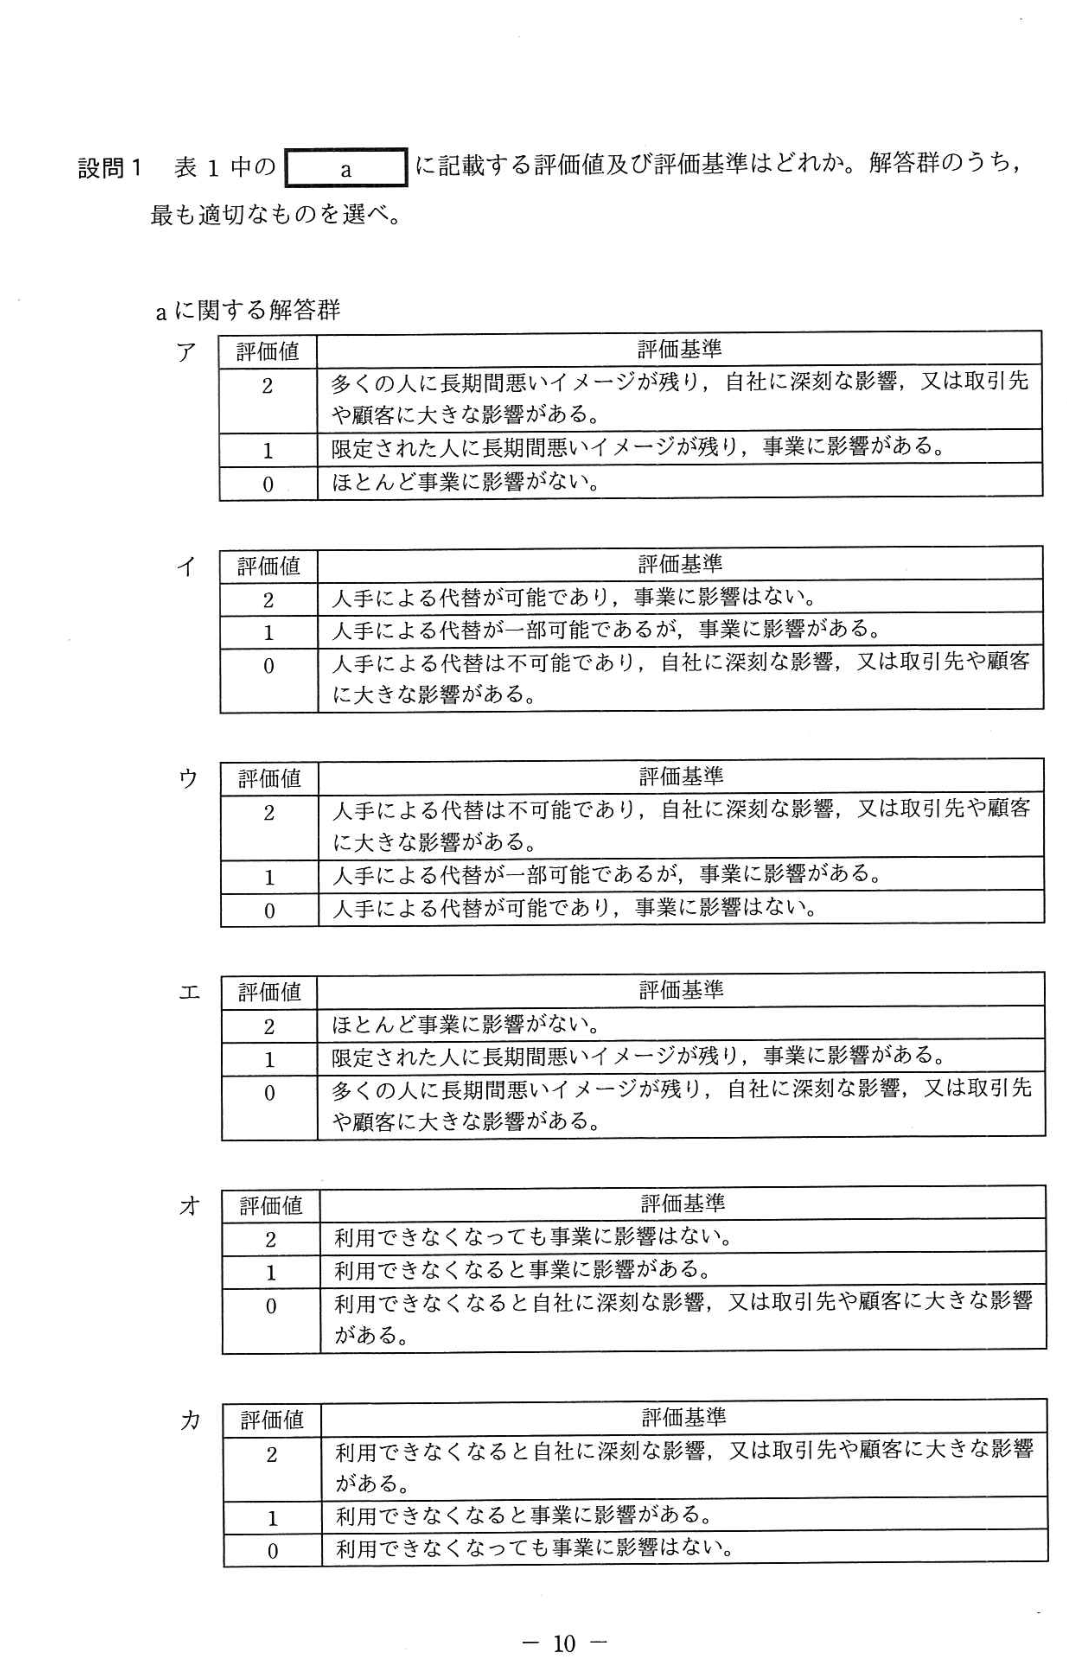 設問1 表1中の a に記載する評価値及び評価基準はどれか。解答群のうち，
最も適切なものを選べ。
aに関する解答群
ア 評価値 評価基準
2 多くの人に長期間悪いイメージが残り，自社に深刻な影響，又は取引先
や顧客に大きな影響がある。
1 限定された人に長期間悪いイメージが残り，事業に影響がある。
0 ほとんど事業に影響がない。
イ 評価値 評価基準
2 人手による代替が可能であり，事業に影響はない。
1 人手による代替が一部可能であるが，事業に影響がある。
0 人手による代替は不可能であり，自社に深刻な影響，又は取引先や顧客
に大きな影響がある。
ウ 評価値 評価基準
2 人手による代替は不可能であり，自社に深刻な影響，又は取引先や顧客
に大きな影響がある。
1 人手による代替が一部可能であるが，事業に影響がある。
0 人手による代替が可能であり，事業に影響はない。
エ 評価値 評価基準
2 ほとんど事業に影響がない。
1 限定された人に長期間悪いイメージが残り，事業に影響がある。
0 多くの人に長期間悪いイメージが残り，自社に深刻な影響，又は取引先
や顧客に大きな影響がある。
オ 評価値 評価基準
2 利用できなくなっても事業に影響はない。
1 利用できなくなると事業に影響がある。
0 利用できなくなると自社に深刻な影響，又は取引先や顧客に大きな影響
がある。
カ 評価値 評価基準
2 利用できなくなると自社に深刻な影響，又は取引先や顧客に大きな影響
がある。
1 利用できなくなると事業に影響がある。
0 利用できなくなっても事業に影響はない。
－ 10 －